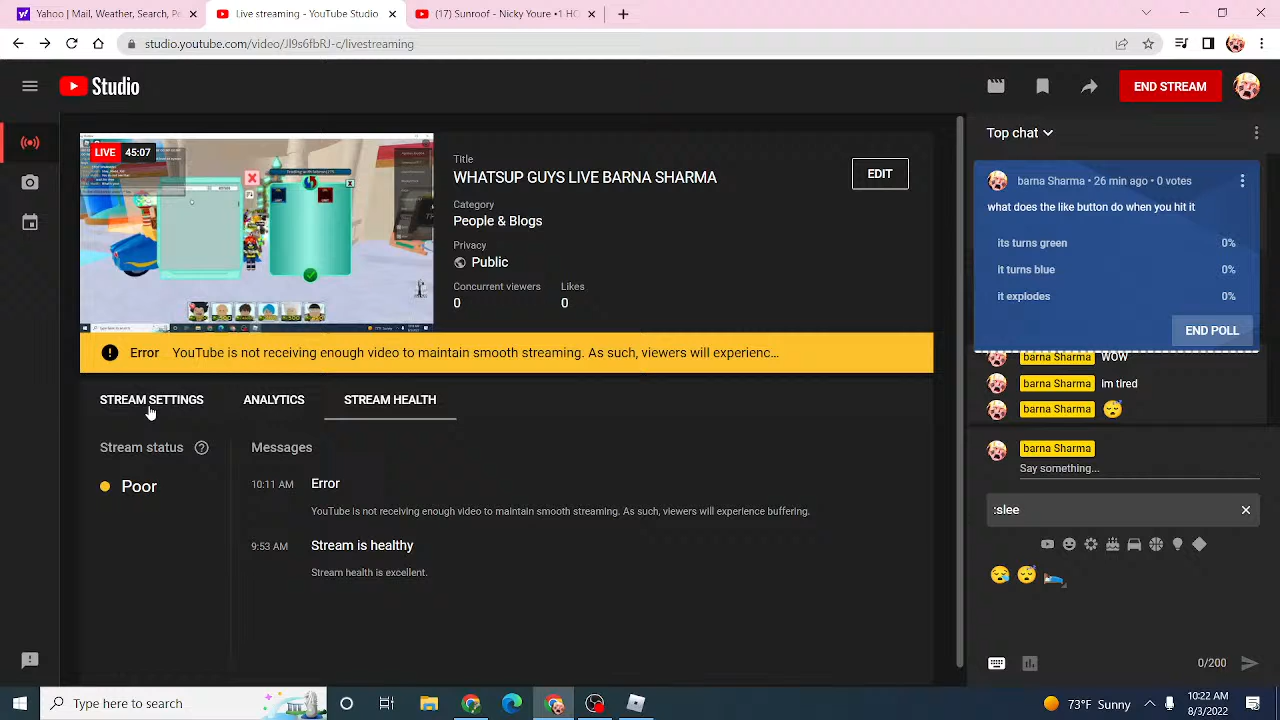 Yahoo | Mail, Weather, Search, P
Live streaming - YouTube Studio
(17) Sunroof - Nicky Youre •1 HO
studio.youtube.com/video/JI9s6fbRJ-c/livestreaming
Studio
END STREAM
LIVE 45:07
Title
WHATSUP GUYS LIVE BARNA SHARMA
EDIT
Category
People & Blogs
Privacy
Public
Concurrent viewers
Likes
0
0
Error YouTube is not receiving enough video to maintain smooth streaming. As such, viewers will experienc...
STREAM SETTINGS
ANALYTICS
STREAM HEALTH
Stream status
Poor
Messages
10:11 AM Error
YouTube is not receiving enough video to maintain smooth streaming. As such, viewers will experience buffering.
9:53 AM Stream is healthy
Stream health is excellent.
Top chat
barna Sharma • 26 min ago • 0 votes
what does the like button do when you hit it
its turns green 0%
it turns blue 0%
it explodes 0%
END POLL
barna Sharma WOW
barna Sharma Im tired
barna Sharma
barna Sharma
Say something...
:slee
0/200
Type here to search
73°F Sunny
10:22 AM
8/3/2022